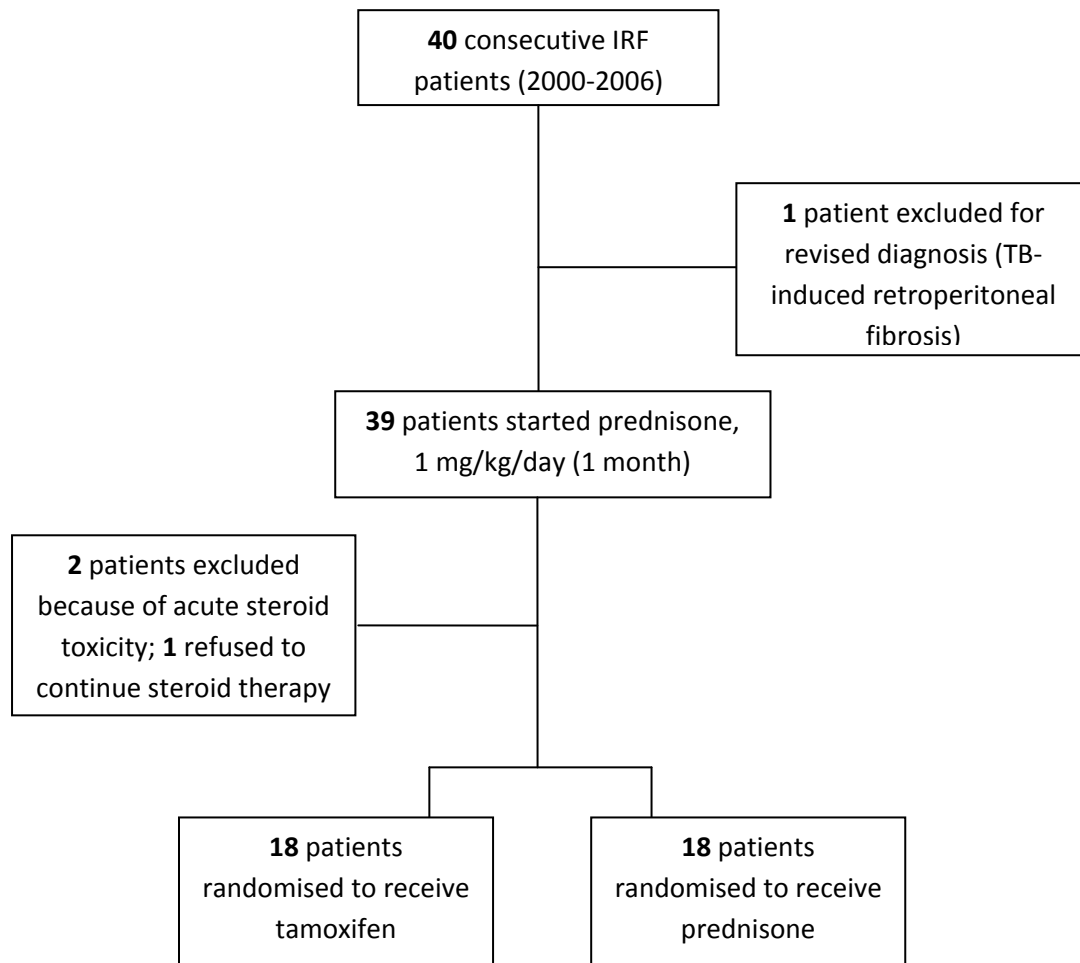 40 consecutive IRF
patients (2000-2006)
1 patient excluded for
revised diagnosis (TB-
induced retroperitoneal
fibrosis)
39 patients started prednisone,
1 mg/kg/day (1 month)
2 patients excluded
because of acute steroid
toxicity; 1 refused to
continue steroid therapy
18 patients
randomised to receive
tamoxifen
18 patients
randomised to receive
prednisone